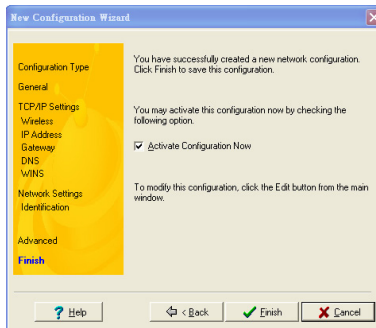 New Configuration Wizard
Configuration Type
General
TCP/IP Settings
Wireless
IP Address
Gateway
DNS
WINS
Network Settings
Identification
Advanced
Finish
You have successfully created a new network configuration.
Click Finish to save this configuration.
You may activate this configuration now by checking the
following option.
Activate Configuration Now
To modify this configuration, click the Edit button from the main
window.
? Help
< Back
Finish
Cancel